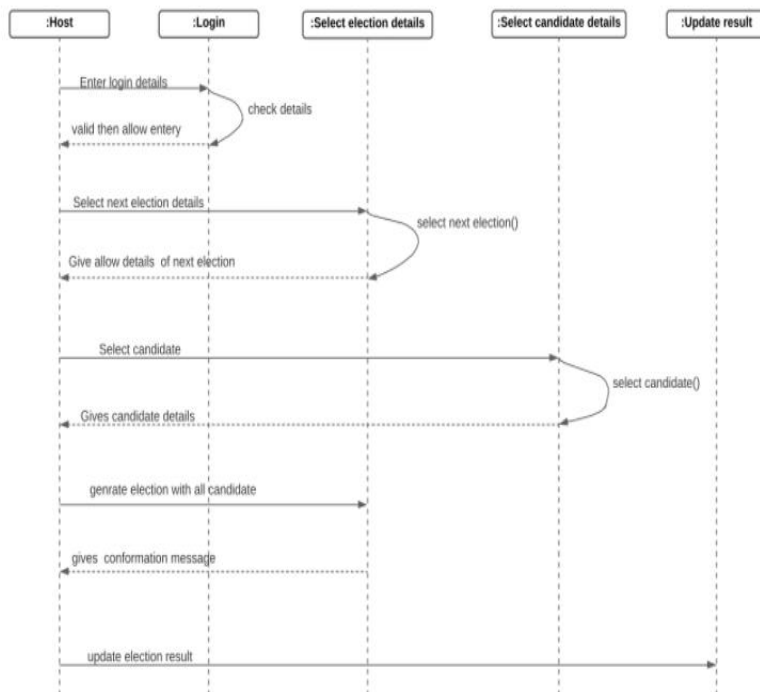 :Host
:Login
:Select election details
:Select candidate details
:Update result
Enter login details
check details
valid then allow entery
Select next election details
select next election()
Give allow details of next election
Select candidate
select candidate()
Gives candidate details
genrate election with all candidate
gives conformation message
update election result